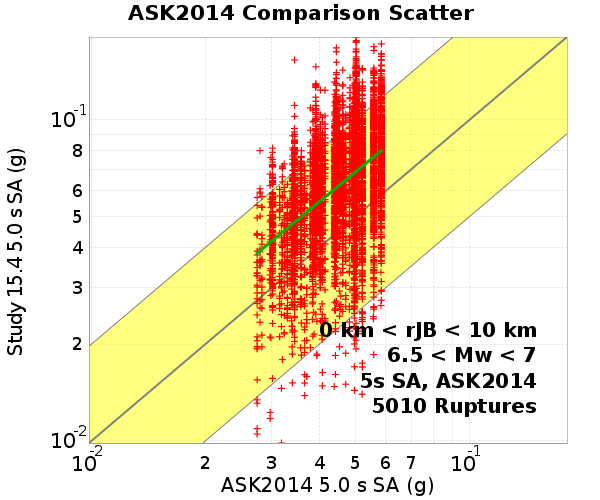 ASK2014 Comparison Scatter
Study 15.4 5.0 s SA (g)
10-1
8
6
5
4
3
2
10-2
0 km < rJB < 10 km
6.5 < Mw < 7
5s SA, ASK2014
5010 Ruptures
10-2 2 3 4 5 6 7 10-1
ASK2014 5.0 s SA (g)